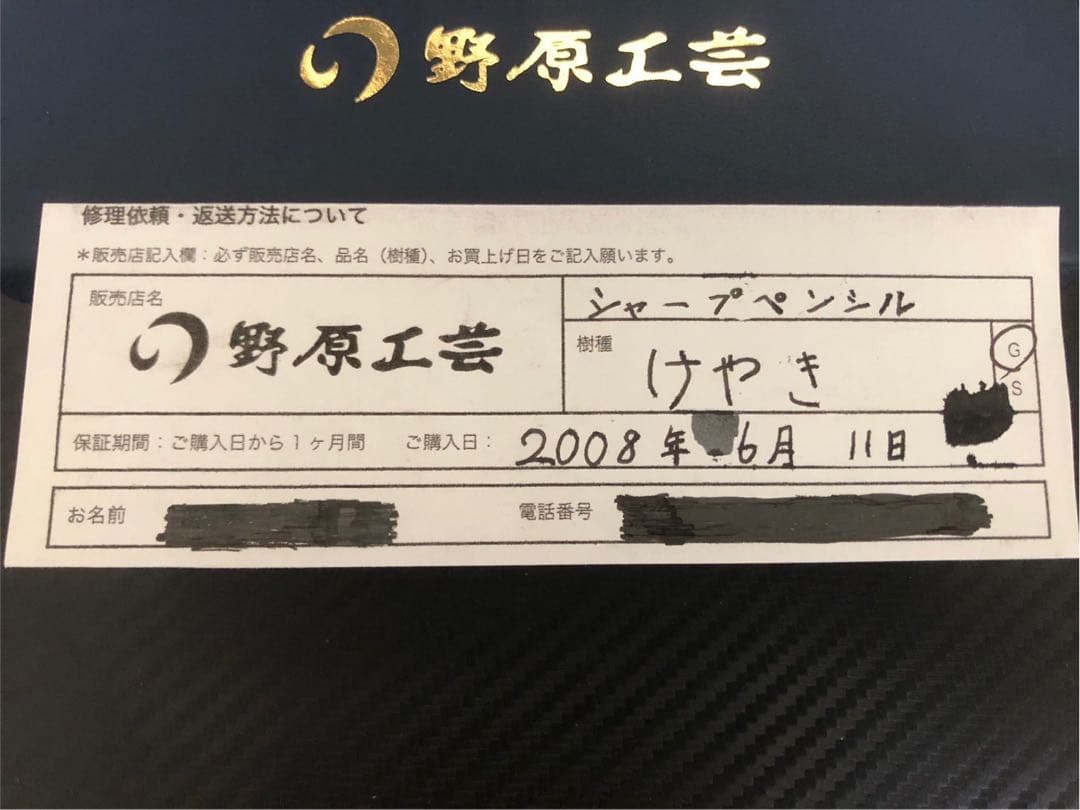 野原工芸
修理依頼・返送方法について
*販売店記入欄：必ず販売店名、品名（樹種）、お買上げ日をご記入願います。
販売店名
野原工芸
シャープペンシル
樹種
けやき
G
S
保証期間：ご購入日から1ヶ月間 ご購入日： 2008年 6月 11日
お名前
電話番号